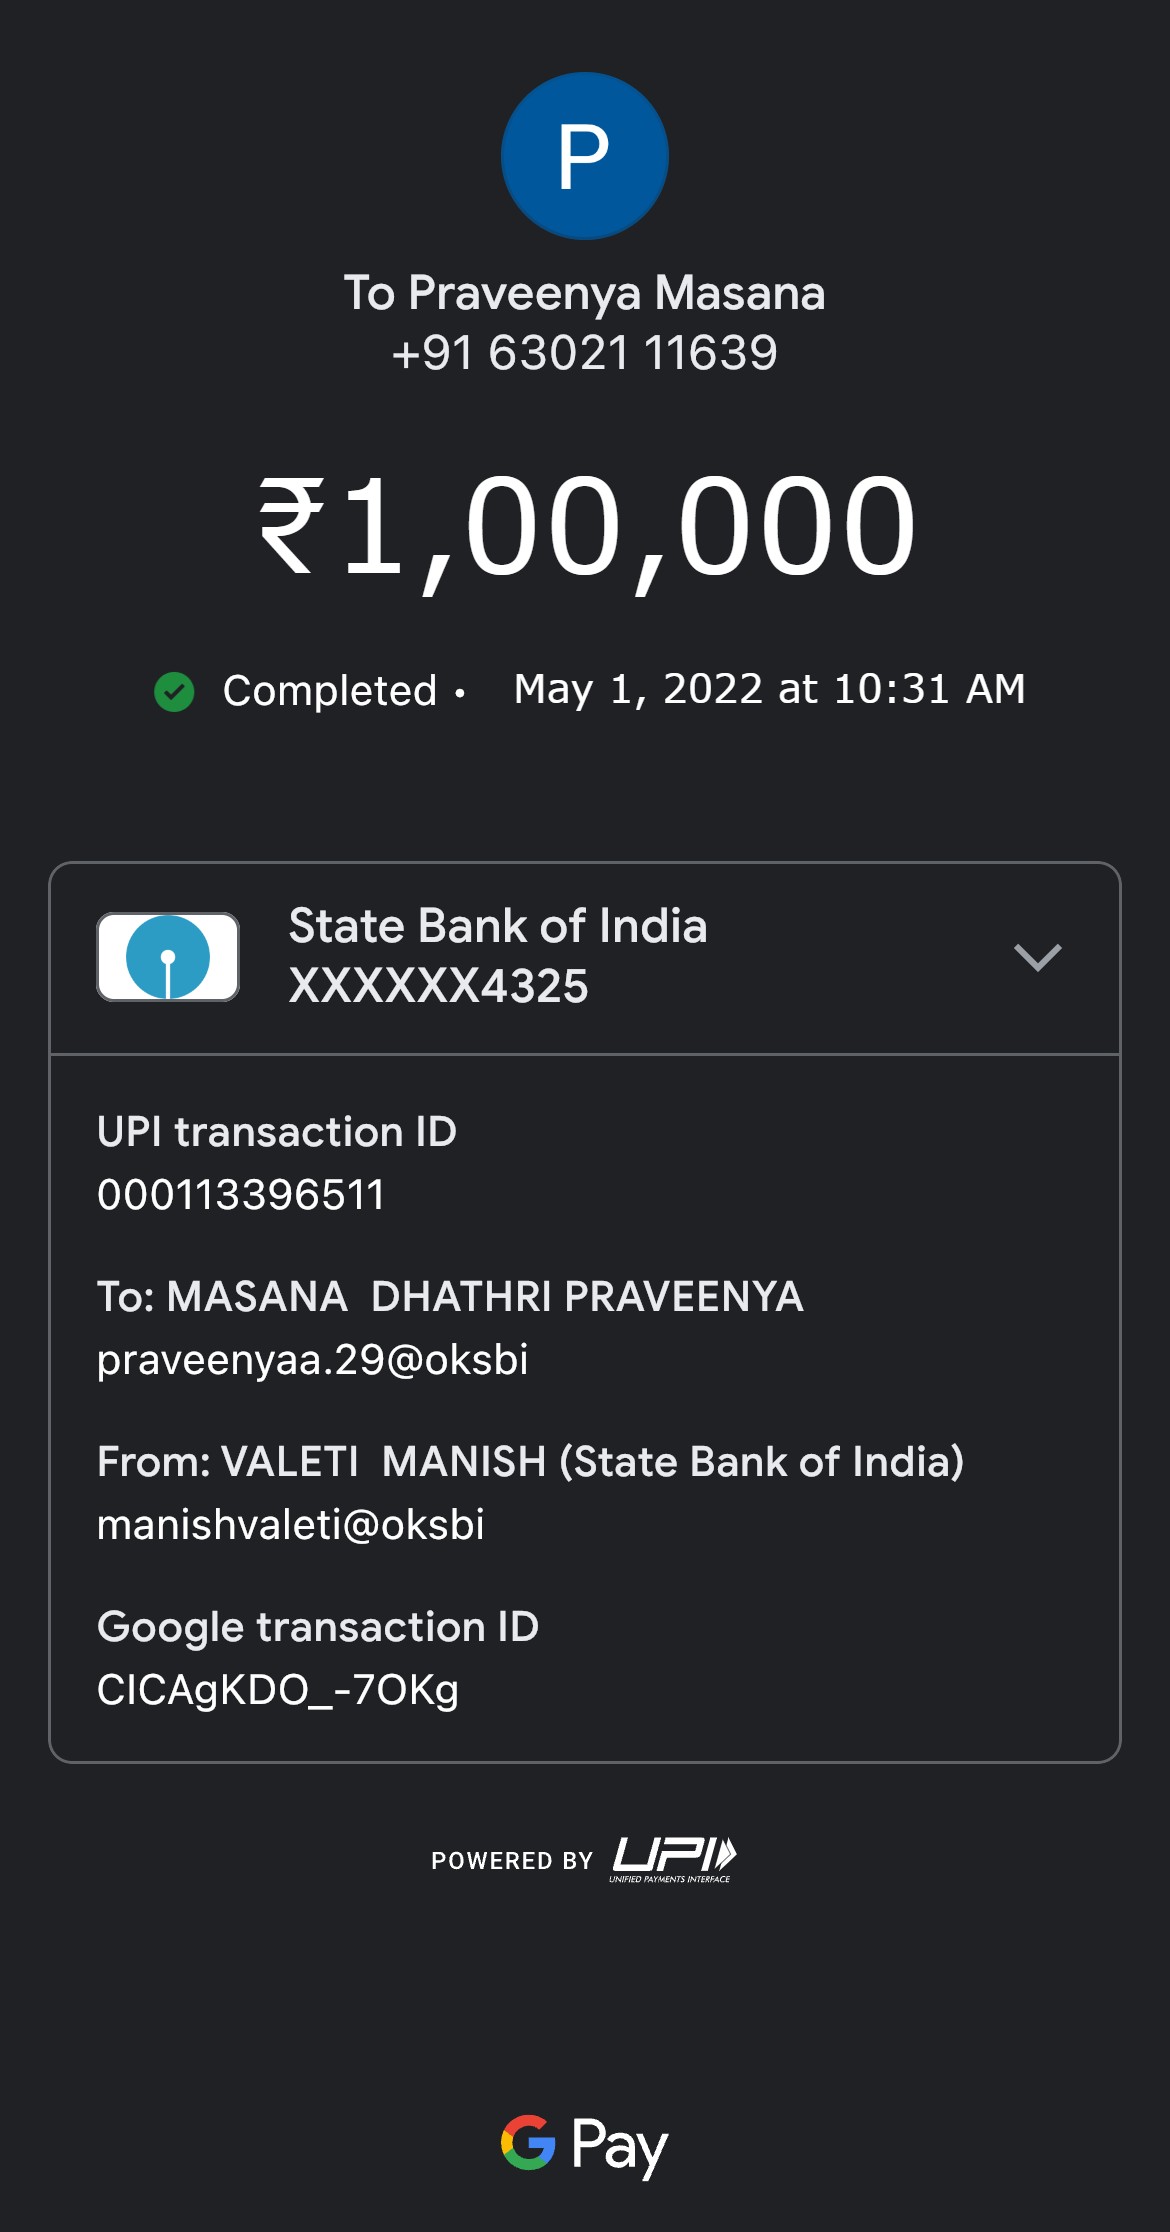 P
To Praveenya Masana
+91 63021 11639
₹1,00,000
Completed • May 1, 2022 at 10:31 AM
State Bank of India
XXXXXX4325
UPI transaction ID
000113396511
To: MASANA  DHATHRI PRAVEENYA
praveenyaa.29@oksbi
From: VALETI  MANISH (State Bank of India)
manishvaleti@oksbi
Google transaction ID
CICAgKDO_-7OKg
POWERED BY UPI
UNIFIED PAYMENTS INTERFACE
G Pay